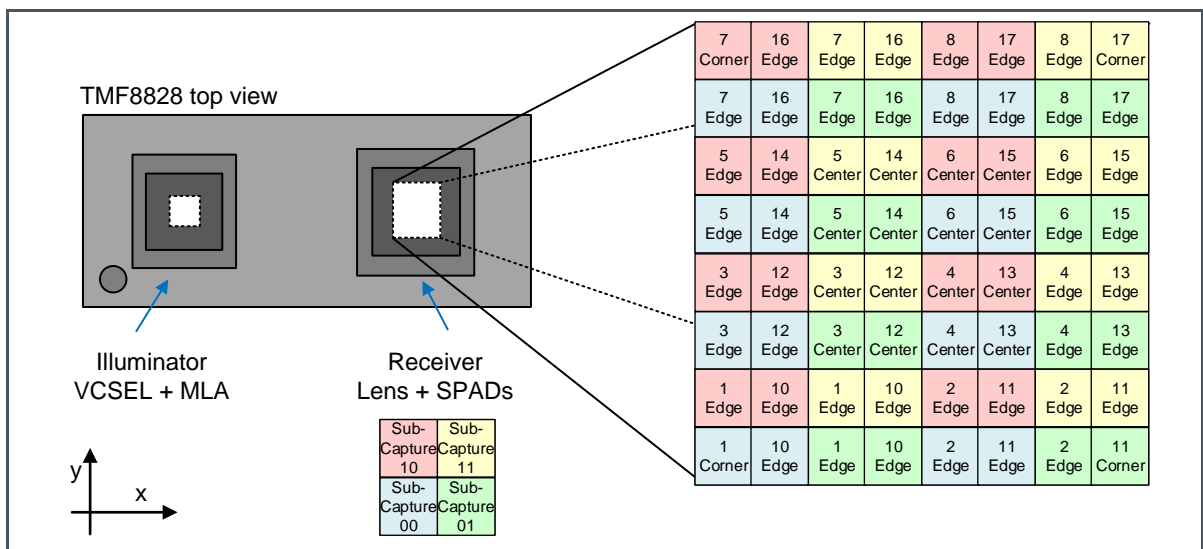 TMF8828 top view
Illuminator
VCSEL + MLA
Receiver
Lens + SPADs
y
x
Sub-Capture 10 Sub-Capture 11
Sub-Capture 00 Sub-Capture 01
7 16 7 16 8 17 8 17
Corner Edge Edge Edge Edge Edge Edge Corner
7 16 7 16 8 17 8 17
Edge Edge Edge Edge Edge Edge Edge Edge
5 14 5 14 6 15 6 15
Edge Edge Center Center Center Center Edge Edge
5 14 5 14 6 15 6 15
Edge Edge Center Center Center Center Edge Edge
3 12 3 12 4 13 4 13
Edge Edge Center Center Center Center Edge Edge
3 12 3 12 4 13 4 13
Edge Edge Center Center Center Center Edge Edge
1 10 1 10 2 11 2 11
Edge Edge Edge Edge Edge Edge Edge Edge
1 10 1 10 2 11 2 11
Corner Edge Edge Edge Edge Edge Edge Corner